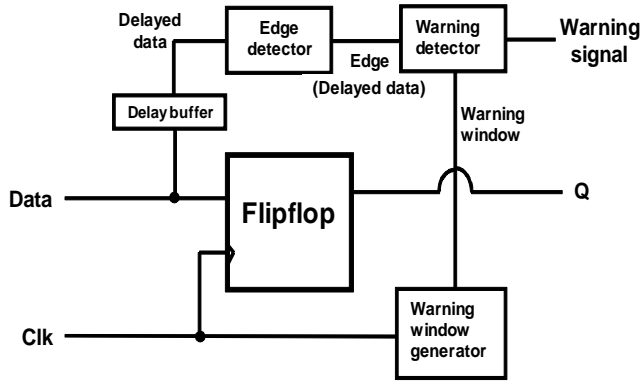 Delayed
data
Edge
detector
Warning
detector
Warning
signal
Edge
(Delayed data)
Delay buffer
Warning
window
Data
Flipflop
Q
Clk
Warning
window
generator